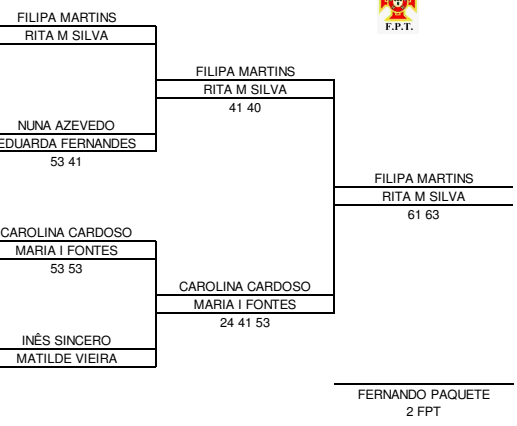 FILIPA MARTINS
RITA M SILVA
F.P.T.
FILIPA MARTINS
RITA M SILVA
41 40
NUNA AZEVEDO
EDUARDA FERNANDES
53 41
FILIPA MARTINS
RITA M SILVA
61 63
CAROLINA CARDOSO
MARIA I FONTES
53 53
CAROLINA CARDOSO
MARIA I FONTES
24 41 53
INÊS SINCERO
MATILDE VIEIRA
FERNANDO PAQUETE
2 FPT